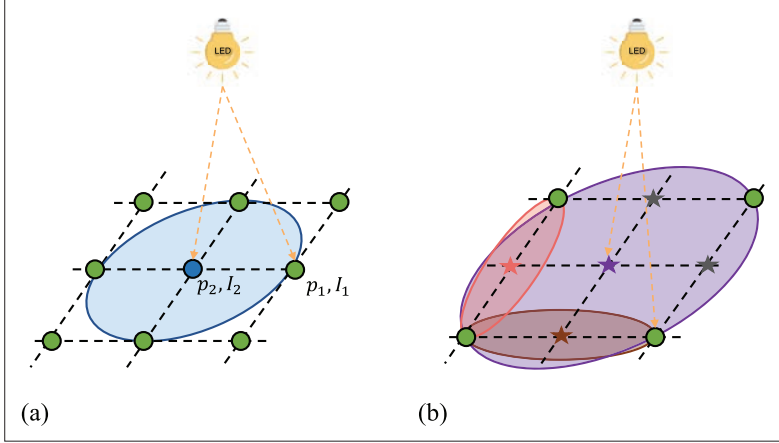 LED
LED
p₂, I₂
p₁, I₁
(a)
(b)